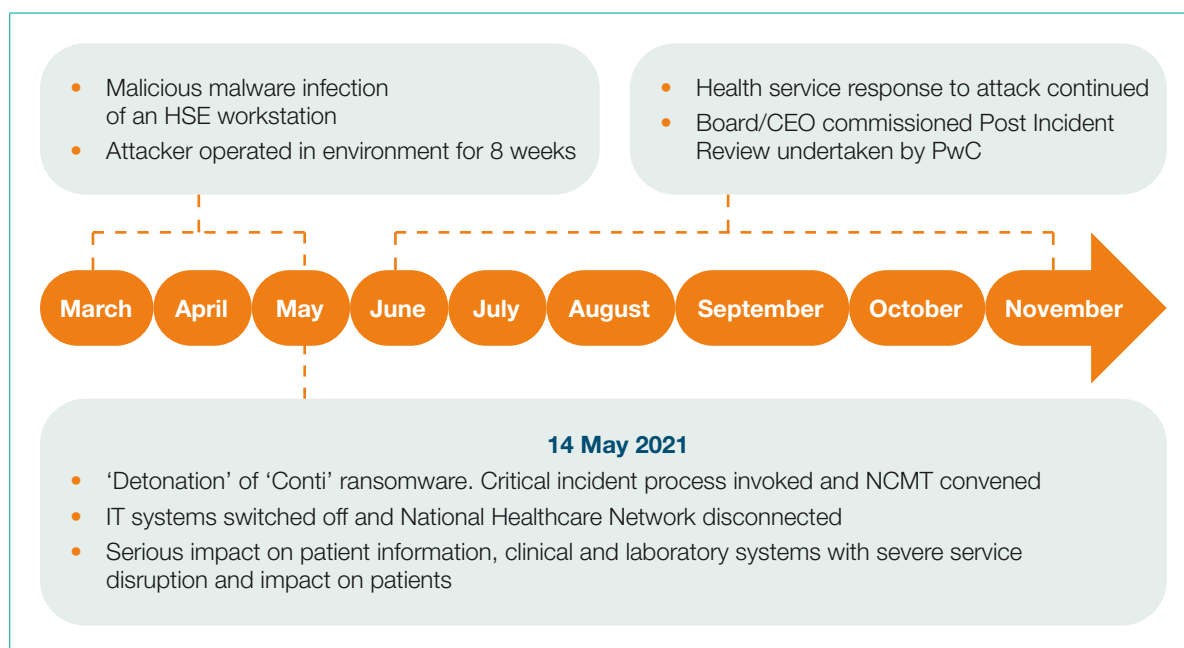 • Malicious malware infection
of an HSE workstation
• Attacker operated in environment for 8 weeks
• Health service response to attack continued
• Board/CEO commissioned Post Incident
Review undertaken by PwC
March April May June July August September October November
14 May 2021
• ‘Detonation’ of ‘Conti’ ransomware. Critical incident process invoked and NCMT convened
• IT systems switched off and National Healthcare Network disconnected
• Serious impact on patient information, clinical and laboratory systems with severe service
disruption and impact on patients